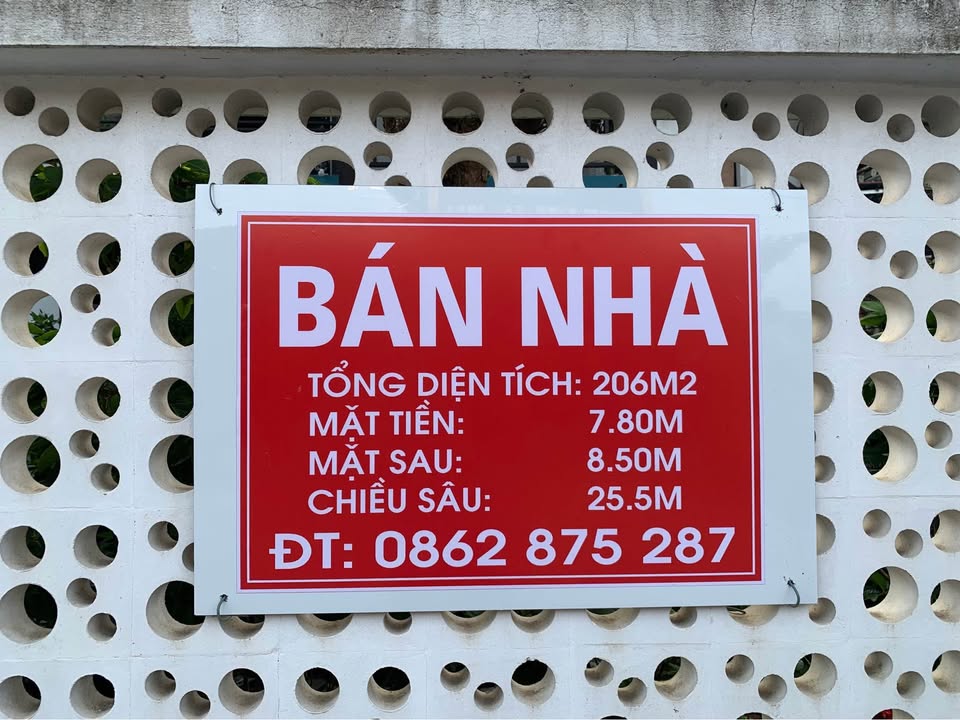 BÁN NHÀ
TỔNG DIỆN TÍCH: 206M2
MẶT TIỀN: 7.80M
MẶT SAU: 8.50M
CHIỀU SÂU: 25.5M
ĐT: 0862 875 287